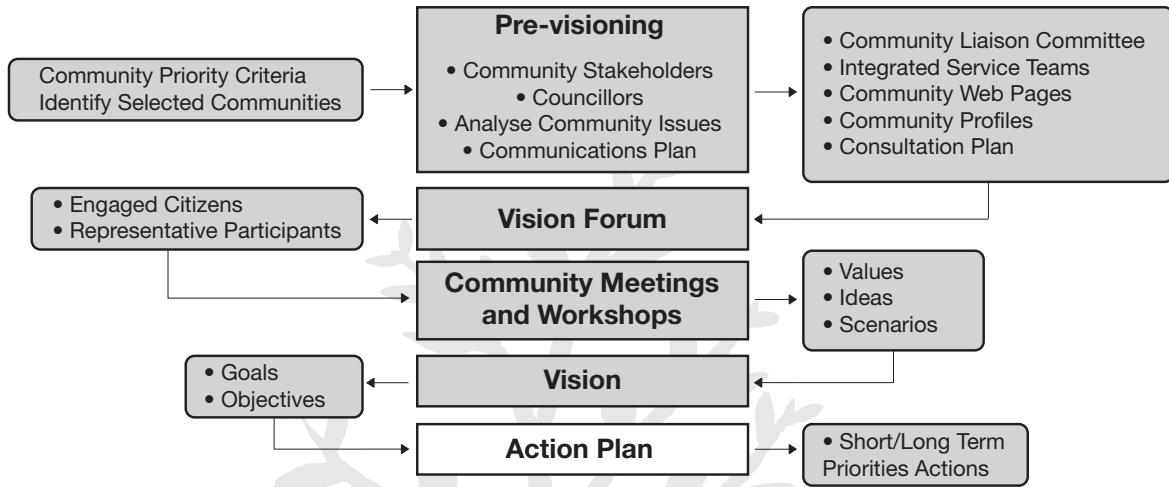 Community Priority Criteria
Identify Selected Communities
Pre-visioning
• Community Stakeholders
• Councillors
• Analyse Community Issues
• Communications Plan
• Community Liaison Committee
• Integrated Service Teams
• Community Web Pages
• Community Profiles
• Consultation Plan
Vision Forum
• Engaged Citizens
• Representative Participants
Community Meetings
and Workshops
• Values
• Ideas
• Scenarios
Vision
• Goals
• Objectives
Action Plan
• Short/Long Term
Priorities Actions